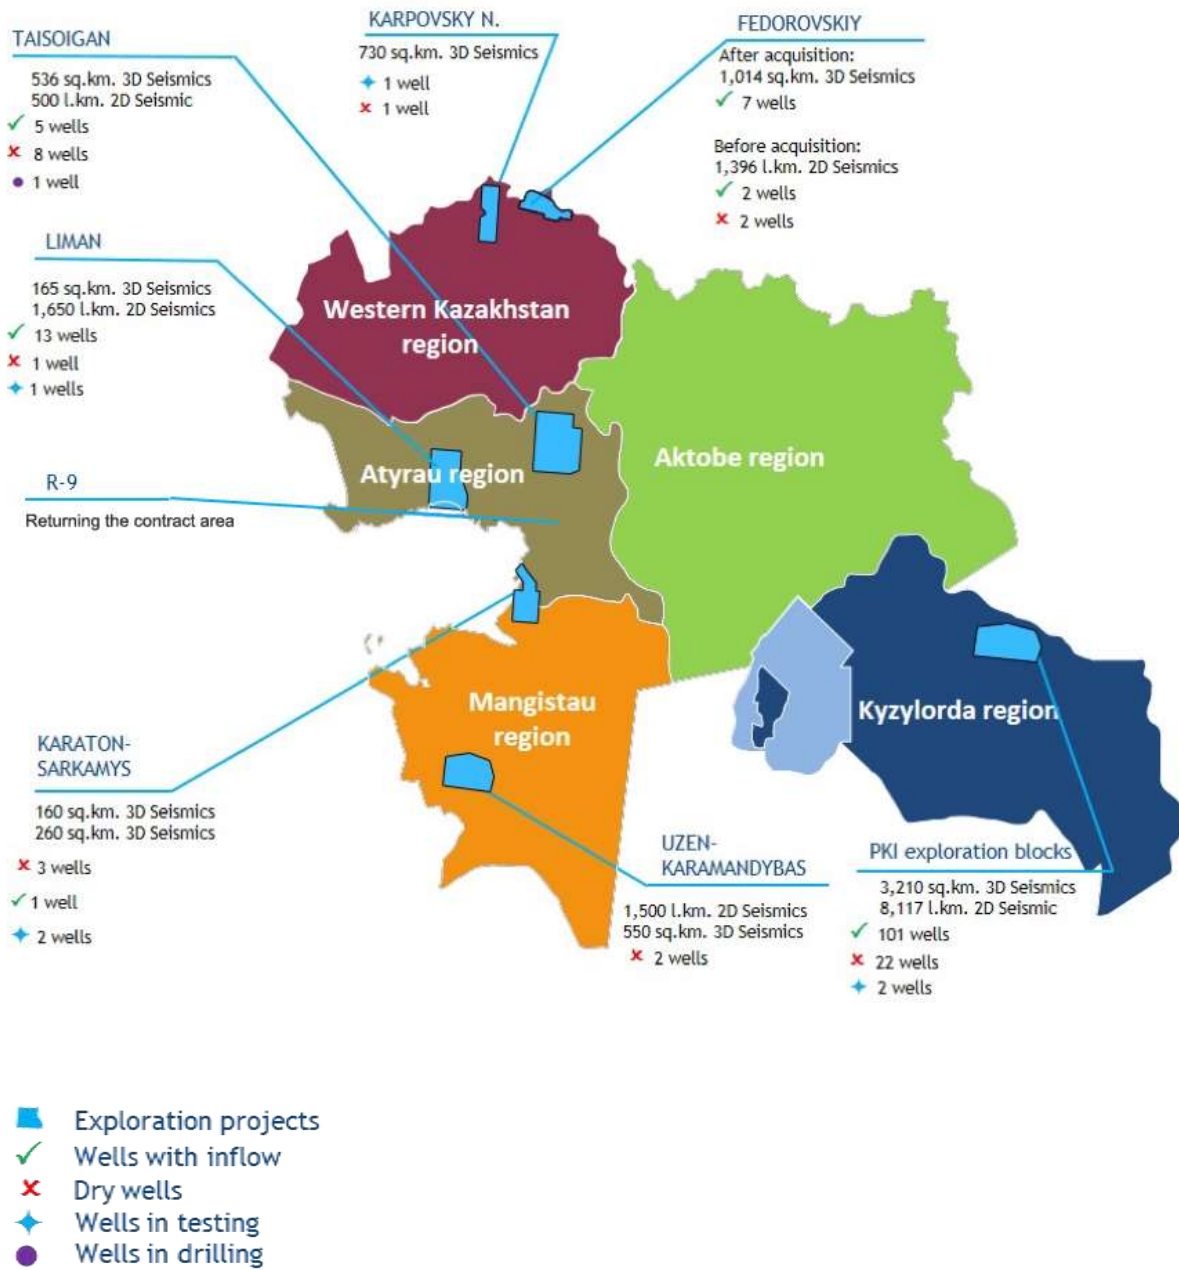 TAISOIGAN
536 sq.km. 3D Seismics
500 l.km. 2D Seismic
5 wells
8 wells
1 well
KARPOVSKY N.
730 sq.km. 3D Seismics
1 well
1 well
FEDOROVSKIY
After acquisition:
1,014 sq.km. 3D Seismics
7 wells
Before acquisition:
1,396 l.km. 2D Seismics
2 wells
2 wells
LIMAN
165 sq.km. 3D Seismics
1,650 l.km. 2D Seismics
13 wells
1 well
1 wells
R-9
Returning the contract area
Western Kazakhstan
region
Atyrau region
Aktobe region
Mangistau
region
Kyzylorda region
KARATON-
SARKAMYS
160 sq.km. 3D Seismics
260 sq.km. 3D Seismics
3 wells
1 well
2 wells
UZEN-
KARAMANDYBAS
1,500 l.km. 2D Seismics
550 sq.km. 3D Seismics
2 wells
PKI exploration blocks
3,210 sq.km. 3D Seismics
8,117 l.km. 2D Seismic
101 wells
22 wells
2 wells
Exploration projects
Wells with inflow
Dry wells
Wells in testing
Wells in drilling